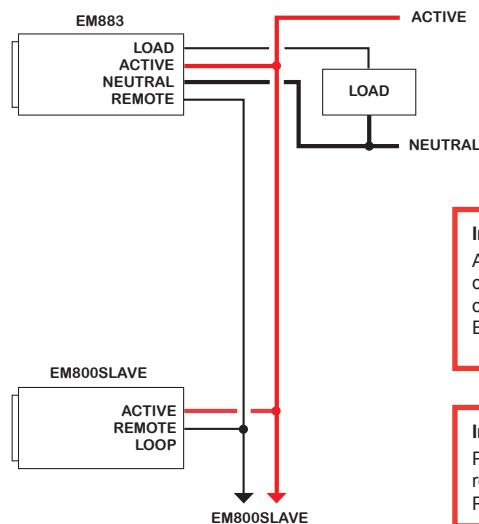 ACTIVE
EM883
LOAD
ACTIVE
NEUTRAL
REMOTE
LOAD
NEUTRAL
EM800SLAVE
ACTIVE
REMOTE
LOOP
EM800SLAVE